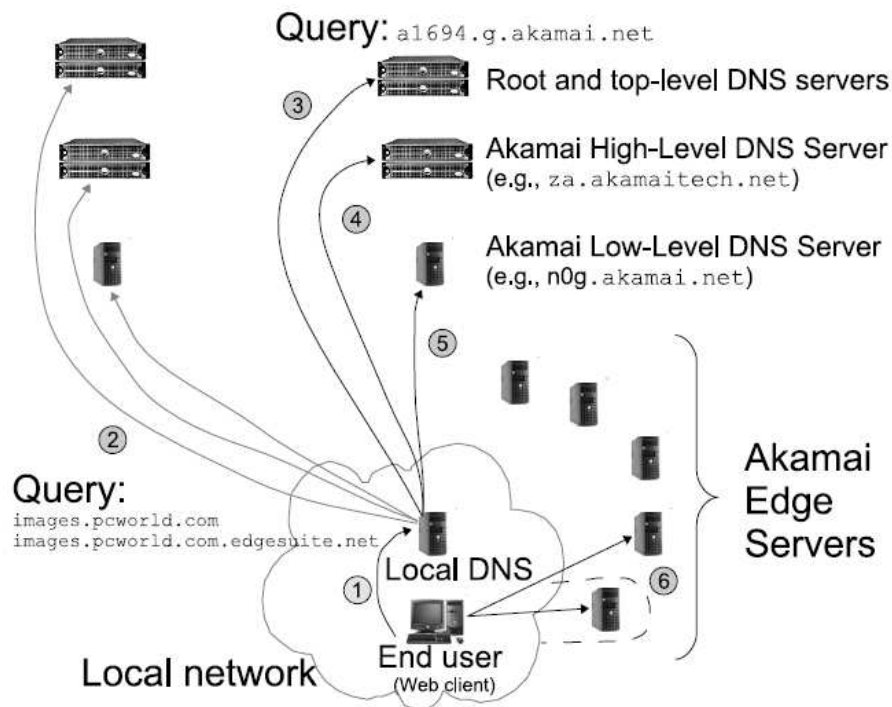 Query: a1694.g.akamai.net
Root and top-level DNS servers
3
Akamai High-Level DNS Server
(e.g., za.akamaitech.net)
4
Akamai Low-Level DNS Server
(e.g., n0g.akamai.net)
5
2
Query:
images.pcworld.com
images.pcworld.com.edgesuite.net
Akamai
Edge
Servers
Local DNS
1
6
End user
(Web client)
Local network